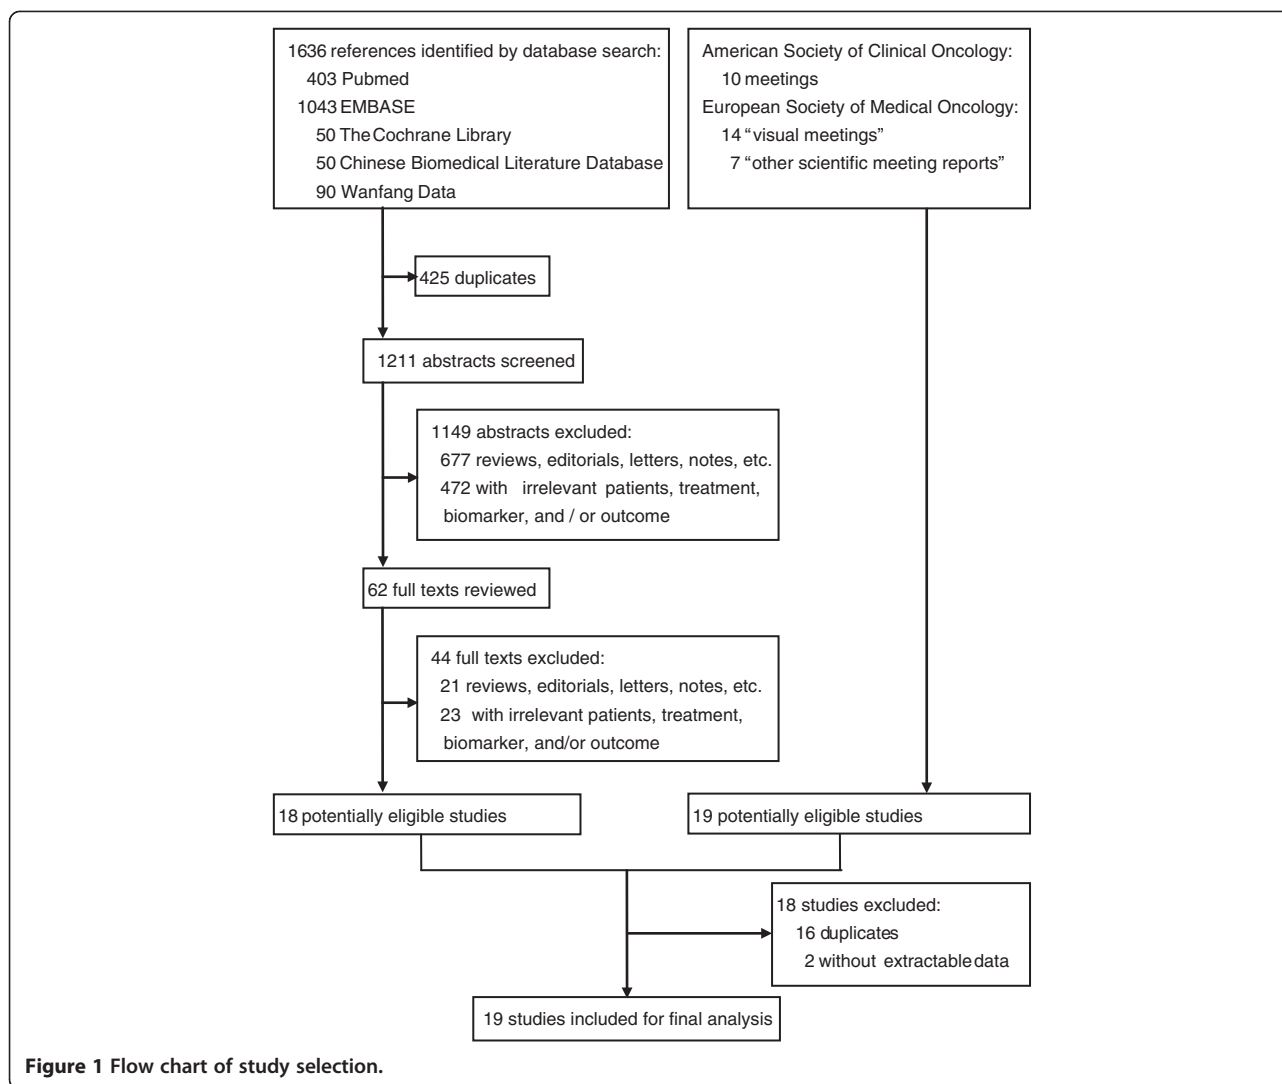 1636 references identified by database search:
403 Pubmed
1043 EMBASE
50 The Cochrane Library
50 Chinese Biomedical Literature Database
90 Wanfang Data
American Society of Clinical Oncology:
10 meetings
European Society of Medical Oncology:
14 “visual meetings”
7 “other scientific meeting reports”
425 duplicates
1211 abstracts screened
1149 abstracts excluded:
677 reviews, editorials, letters, notes, etc.
472 with irrelevant patients, treatment,
biomarker, and / or outcome
62 full texts reviewed
44 full texts excluded:
21 reviews, editorials, letters, notes, etc.
23 with irrelevant patients, treatment,
biomarker, and/or outcome
18 potentially eligible studies
19 potentially eligible studies
18 studies excluded:
16 duplicates
2 without extractable data
19 studies included for final analysis
Figure 1 Flow chart of study selection.